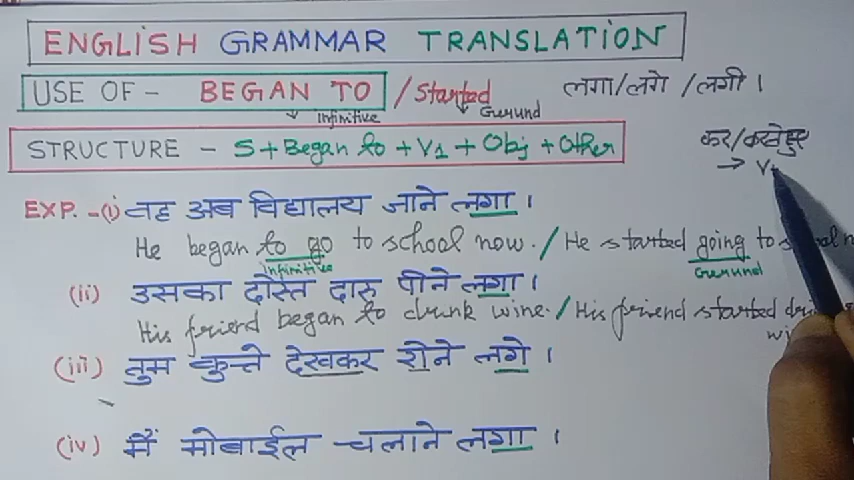 ENGLISH GRAMMAR TRANSLATION
USE OF - BEGAN TO / Started लगा/लगे /लगी ।
Infinitive Gerund
STRUCTURE - S + Began to + V1 + Obj + Other
कर/
→ V
EXP. -(i) वह अब विद्यालय जाने लगा ।
He began to go to school now. / He started going to
Infinitive Gerund
(ii) उसका दोस्त दारु पीने लगा ।
His friend began to drink wine. / His friend started
(iii) तुम कुत्ते देखकर रोने लगे ।
(iv) मैं मोबाईल चलाने लगा ।